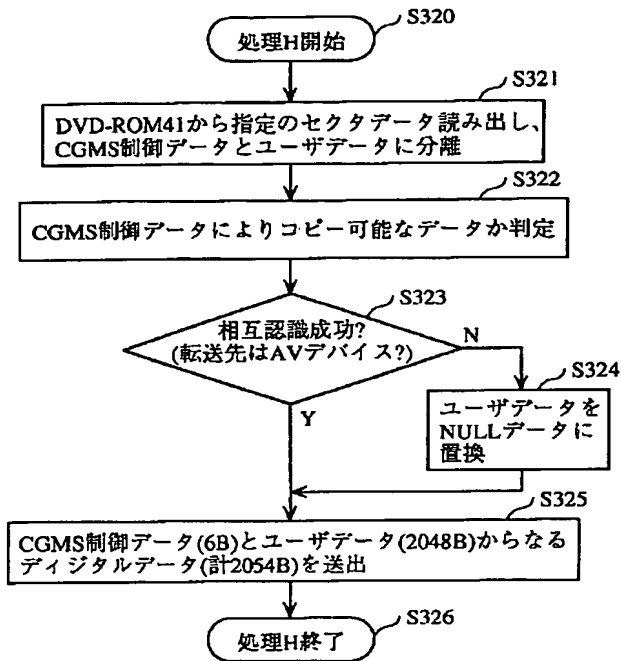 S320
処理H開始
S321
DVD-ROM41から指定のセクタデータ読み出し、
CGMS制御データとユーザデータに分離
S322
CGMS制御データによりコピー可能なデータか判定
S323
相互認識成功?
(転送先はAVデバイス?)
N
S324
ユーザデータを
NULLデータに
置換
Y
S325
CGMS制御データ(6B)とユーザデータ(2048B)からなる
ディジタルデータ(計2054B)を送出
S326
処理H終了